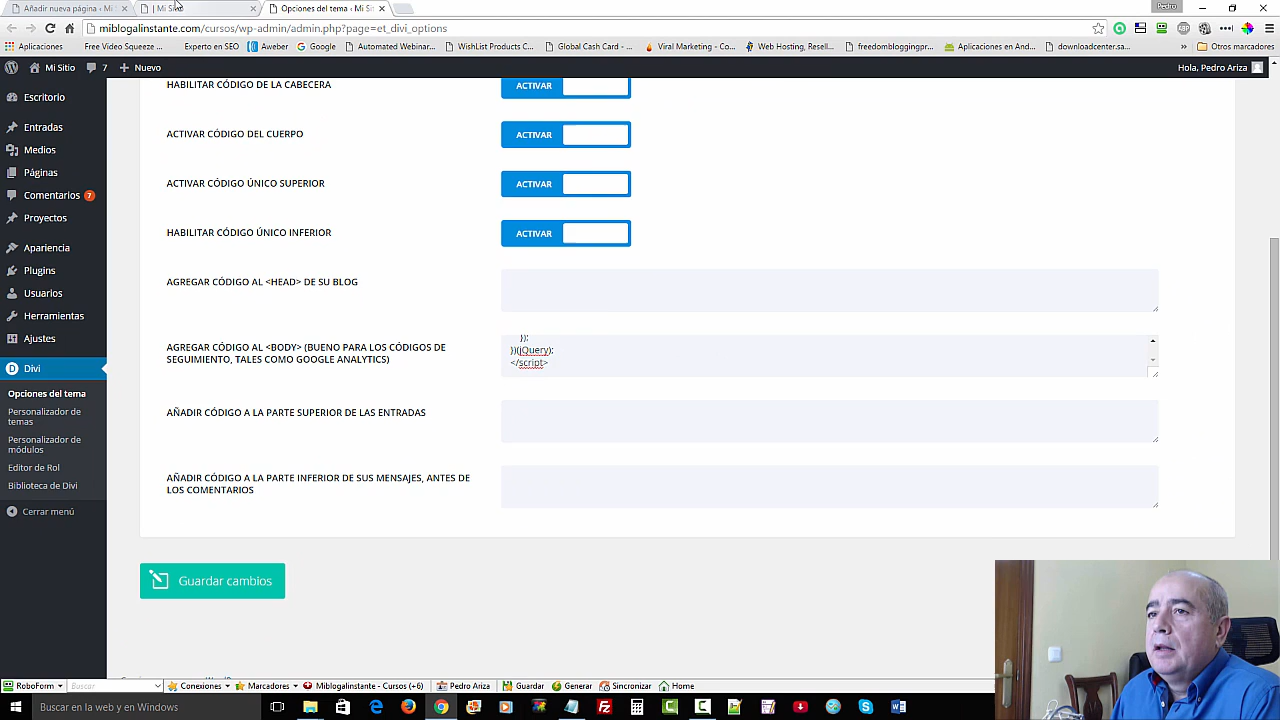 Añadir nueva página ‹ Mi S
| Mi Sitio
Opciones del tema ‹ Mi Sit
Pedro
miblogalinstante.com/cursos/wp-admin/admin.php?page=et_divi_options
Aplicaciones
Free Video Squeeze ...
Experto en SEO
Aweber
Google
Automated Webinar...
WishList Products C...
Global Cash Card - ...
Viral Marketing - Co...
Web Hosting, Resell...
freedombloggingpr...
Aplicaciones en And...
downloadcenter.sa...
»
Otros marcadores
Mi Sitio
7
+ Nuevo
Hola, Pedro Ariza
Escritorio
Entradas
Medios
Páginas
Comentarios 7
Proyectos
Apariencia
Plugins
Usuarios
Herramientas
Ajustes
Divi
Opciones del tema
Personalizador de
temas
Personalizador de
módulos
Editor de Rol
Biblioteca de Divi
Cerrar menú
HABILITAR CÓDIGO DE LA CABECERA
ACTIVAR
ACTIVAR CÓDIGO DEL CUERPO
ACTIVAR
ACTIVAR CÓDIGO ÚNICO SUPERIOR
ACTIVAR
HABILITAR CÓDIGO ÚNICO INFERIOR
ACTIVAR
AGREGAR CÓDIGO AL <HEAD> DE SU BLOG
AGREGAR CÓDIGO AL <BODY> (BUENO PARA LOS CÓDIGOS DE
SEGUIMIENTO, TALES COMO GOOGLE ANALYTICS)
});
})(jQuery);
</script>
AÑADIR CÓDIGO A LA PARTE SUPERIOR DE LAS ENTRADAS
AÑADIR CÓDIGO A LA PARTE INFERIOR DE SUS MENSAJES, ANTES DE
LOS COMENTARIOS
Guardar cambios
RoboForm
Buscar
Conexiones
Marcadores
Miblogalinstante - Cursos (+6)
Pedro Ariza
Guardar
Generar
Sincronizar
Home
Buscar en la web y en Windows